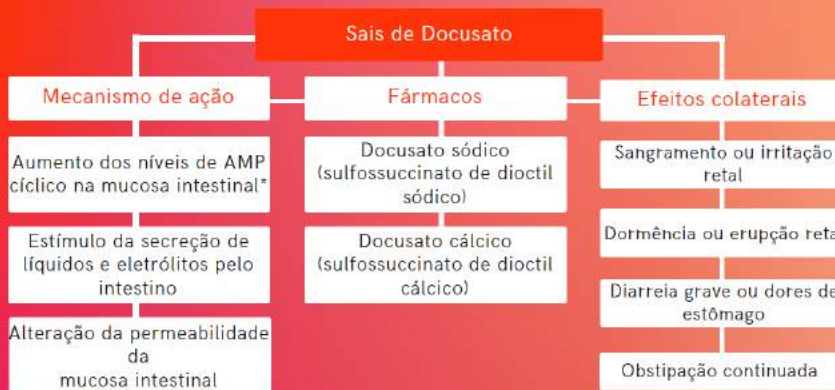 Sais de Docusato
Mecanismo de ação
Fármacos
Efeitos colaterais
Aumento dos níveis de AMP
cíclico na mucosa intestinal*
Estímulo da secreção de
líquidos e eletrólitos pelo
intestino
Alteração da permeabilidade
da
mucosa intestinal
Docusato sódico
(sulfossuccinato de dioctil
sódico)
Docusato cálcico
(sulfossuccinato de dioctil
cálcico)
Sangramento ou irritação
retal
Dormência ou erupção reta
Diarreia grave ou dores de
estômago
Obstipação continuada